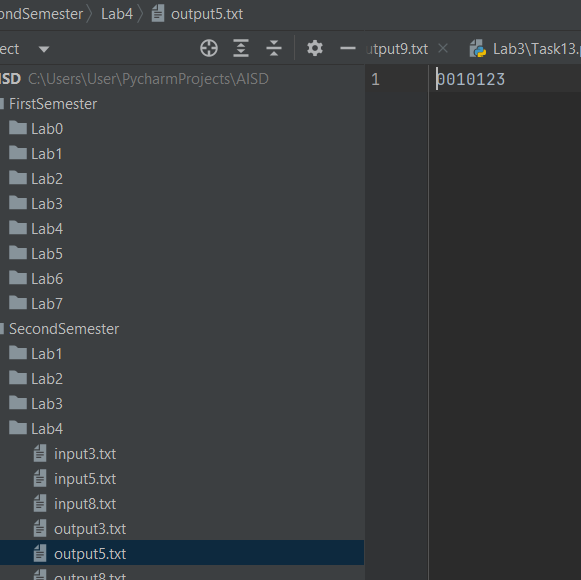 ondSemester 〉 Lab4 〉 output5.txt
ect
utput9.txt
Lab3\Task13.p
ISD C:\Users\User\PycharmProjects\AISD
1
0010123
FirstSemester
Lab0
Lab1
Lab2
Lab3
Lab4
Lab5
Lab6
Lab7
SecondSemester
Lab1
Lab2
Lab3
Lab4
input3.txt
input5.txt
input8.txt
output3.txt
output5.txt
output8.txt